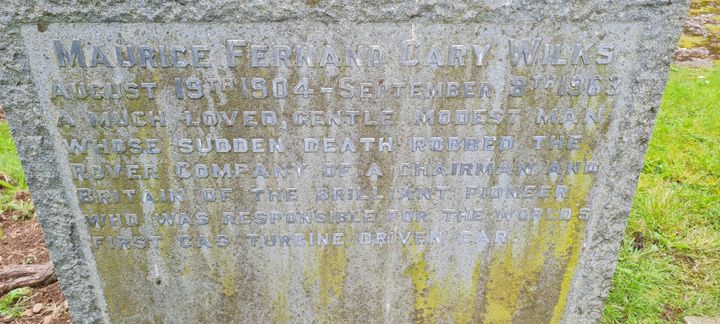 MAURICE FERNAND CARY WILKS
AUGUST 19TH 1904 - SEPTEMBER 8TH 1963
A MUCH LOVED, GENTLE, MODEST MAN
WHOSE SUDDEN DEATH ROBBED THE
ROVER COMPANY OF A CHAIRMAN AND
BRITAIN OF THE BRILLIANT PIONEER
WHO WAS RESPONSIBLE FOR THE WORLDS
FIRST GAS TURBINE DRIVEN CAR.